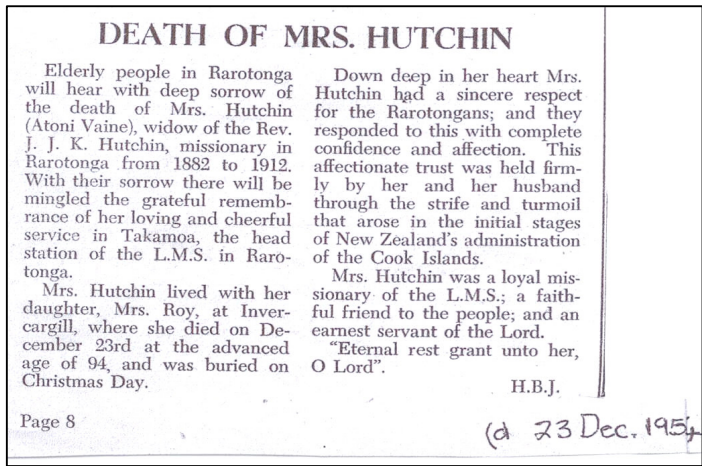 DEATH OF MRS. HUTCHIN
Elderly people in Rarotonga
will hear with deep sorrow of
the death of Mrs. Hutchin
(Atoni Vaine), widow of the Rev.
J. J. K. Hutchin, missionary in
Rarotonga from 1882 to 1912.
With their sorrow there will be
mingled the grateful rememb-
rance of her loving and cheerful
service in Takamoa, the head
station of the L.M.S. in Raro-
tonga.
Mrs. Hutchin lived with her
daughter, Mrs. Roy, at Inver-
cargill, where she died on De-
cember 23rd at the advanced
age of 94, and was buried on
Christmas Day.
Down deep in her heart Mrs.
Hutchin had a sincere respect
for the Rarotongans; and they
responded to this with complete
confidence and affection. This
affectionate trust was held firm-
ly by her and her husband
through the strife and turmoil
that arose in the initial stages
of New Zealand's administration
of the Cook Islands.
Mrs. Hutchin was a loyal mis-
sionary of the L.M.S.; a faith-
ful friend to the people; and an
earnest servant of the Lord.
"Eternal rest grant unto her,
O Lord".
H.B.J.
Page 8
(d 23 Dec. 1954